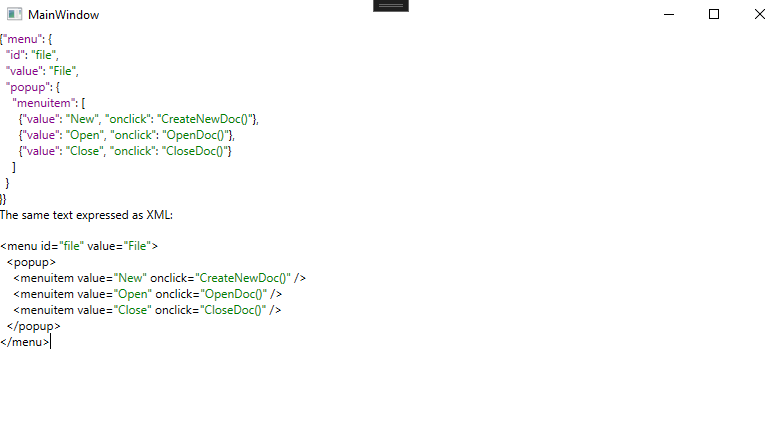 MainWindow
{"menu": {
  "id": "file",
  "value": "File",
  "popup": {
    "menuitem": [
      {"value": "New", "onclick": "CreateNewDoc()"},
      {"value": "Open", "onclick": "OpenDoc()"},
      {"value": "Close", "onclick": "CloseDoc()"}
    ]
  }
}}
The same text expressed as XML:

<menu id="file" value="File">
  <popup>
    <menuitem value="New" onclick="CreateNewDoc()" />
    <menuitem value="Open" onclick="OpenDoc()" />
    <menuitem value="Close" onclick="CloseDoc()" />
  </popup>
</menu>